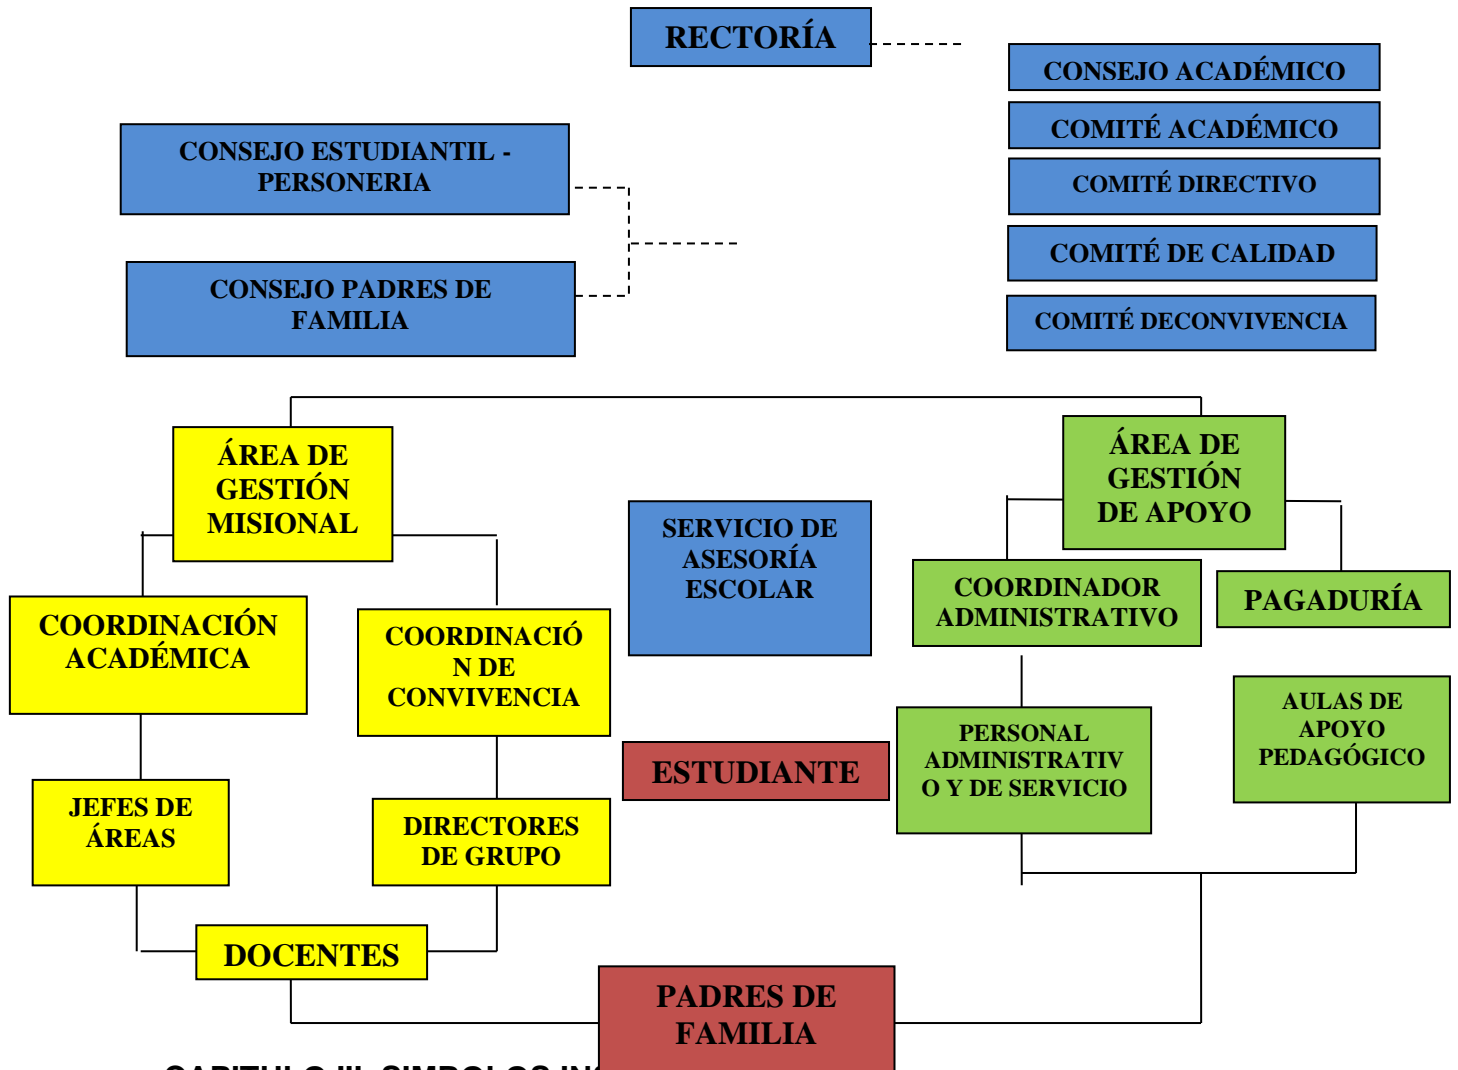 RECTORÍA
CONSEJO ACADÉMICO
COMITÉ ACADÉMICO
COMITÉ DIRECTIVO
COMITÉ DE CALIDAD
COMITÉ DECONVIVENCIA
CONSEJO ESTUDIANTIL -
PERSONERIA
CONSEJO PADRES DE
FAMILIA
ÁREA DE
GESTIÓN
MISIONAL
ÁREA DE
GESTIÓN
DE APOYO
SERVICIO DE
ASESORÍA
ESCOLAR
COORDINACIÓN
ACADÉMICA
COORDINACIÓ
N DE
CONVIVENCIA
COORDINADOR
ADMINISTRATIVO
PAGADURÍA
ESTUDIANTE
PERSONAL
ADMINISTRATIV
O Y DE SERVICIO
AULAS DE
APOYO
PEDAGÓGICO
JEFES DE
ÁREAS
DIRECTORES
DE GRUPO
DOCENTES
PADRES DE
FAMILIA
CAPITULO III. SIMBOLOS